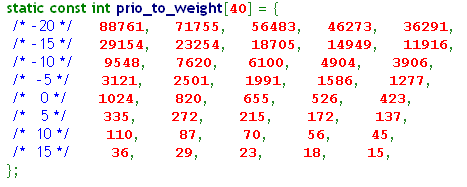 static const int prio_to_weight[40] = {
/* -20 */ 88761, 71755, 56483, 46273, 36291,
/* -15 */ 29154, 23254, 18705, 14949, 11916,
/* -10 */ 9548, 7620, 6100, 4904, 3906,
/* -5 */ 3121, 2501, 1991, 1586, 1277,
/* 0 */ 1024, 820, 655, 526, 423,
/* 5 */ 335, 272, 215, 172, 137,
/* 10 */ 110, 87, 70, 56, 45,
/* 15 */ 36, 29, 23, 18, 15,
};